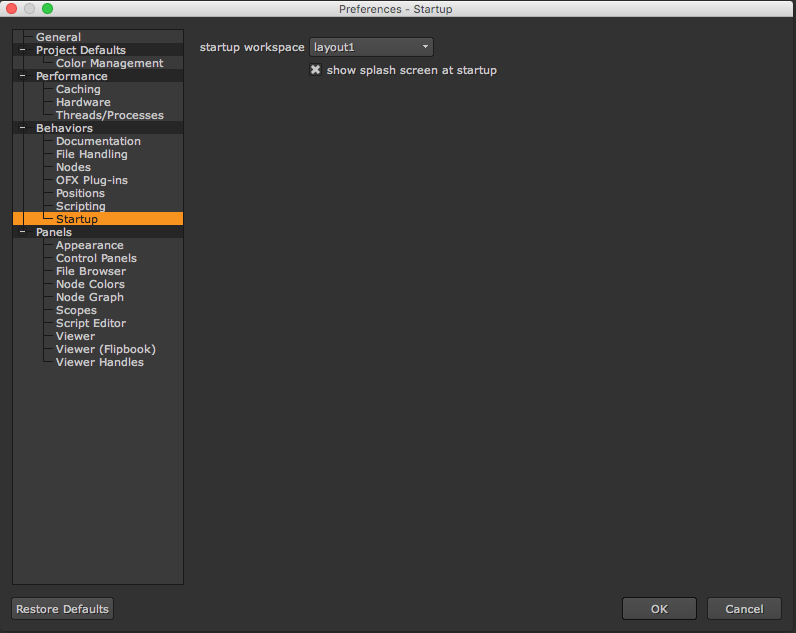 Preferences - Startup
General
Project Defaults
Color Management
Performance
Caching
Hardware
Threads/Processes
Behaviors
Documentation
File Handling
Nodes
OFX Plug-ins
Positions
Scripting
Startup
Panels
Appearance
Control Panels
File Browser
Node Colors
Node Graph
Scopes
Script Editor
Viewer
Viewer (Flipbook)
Viewer Handles
startup workspace layout1
show splash screen at startup
Restore Defaults
OK
Cancel